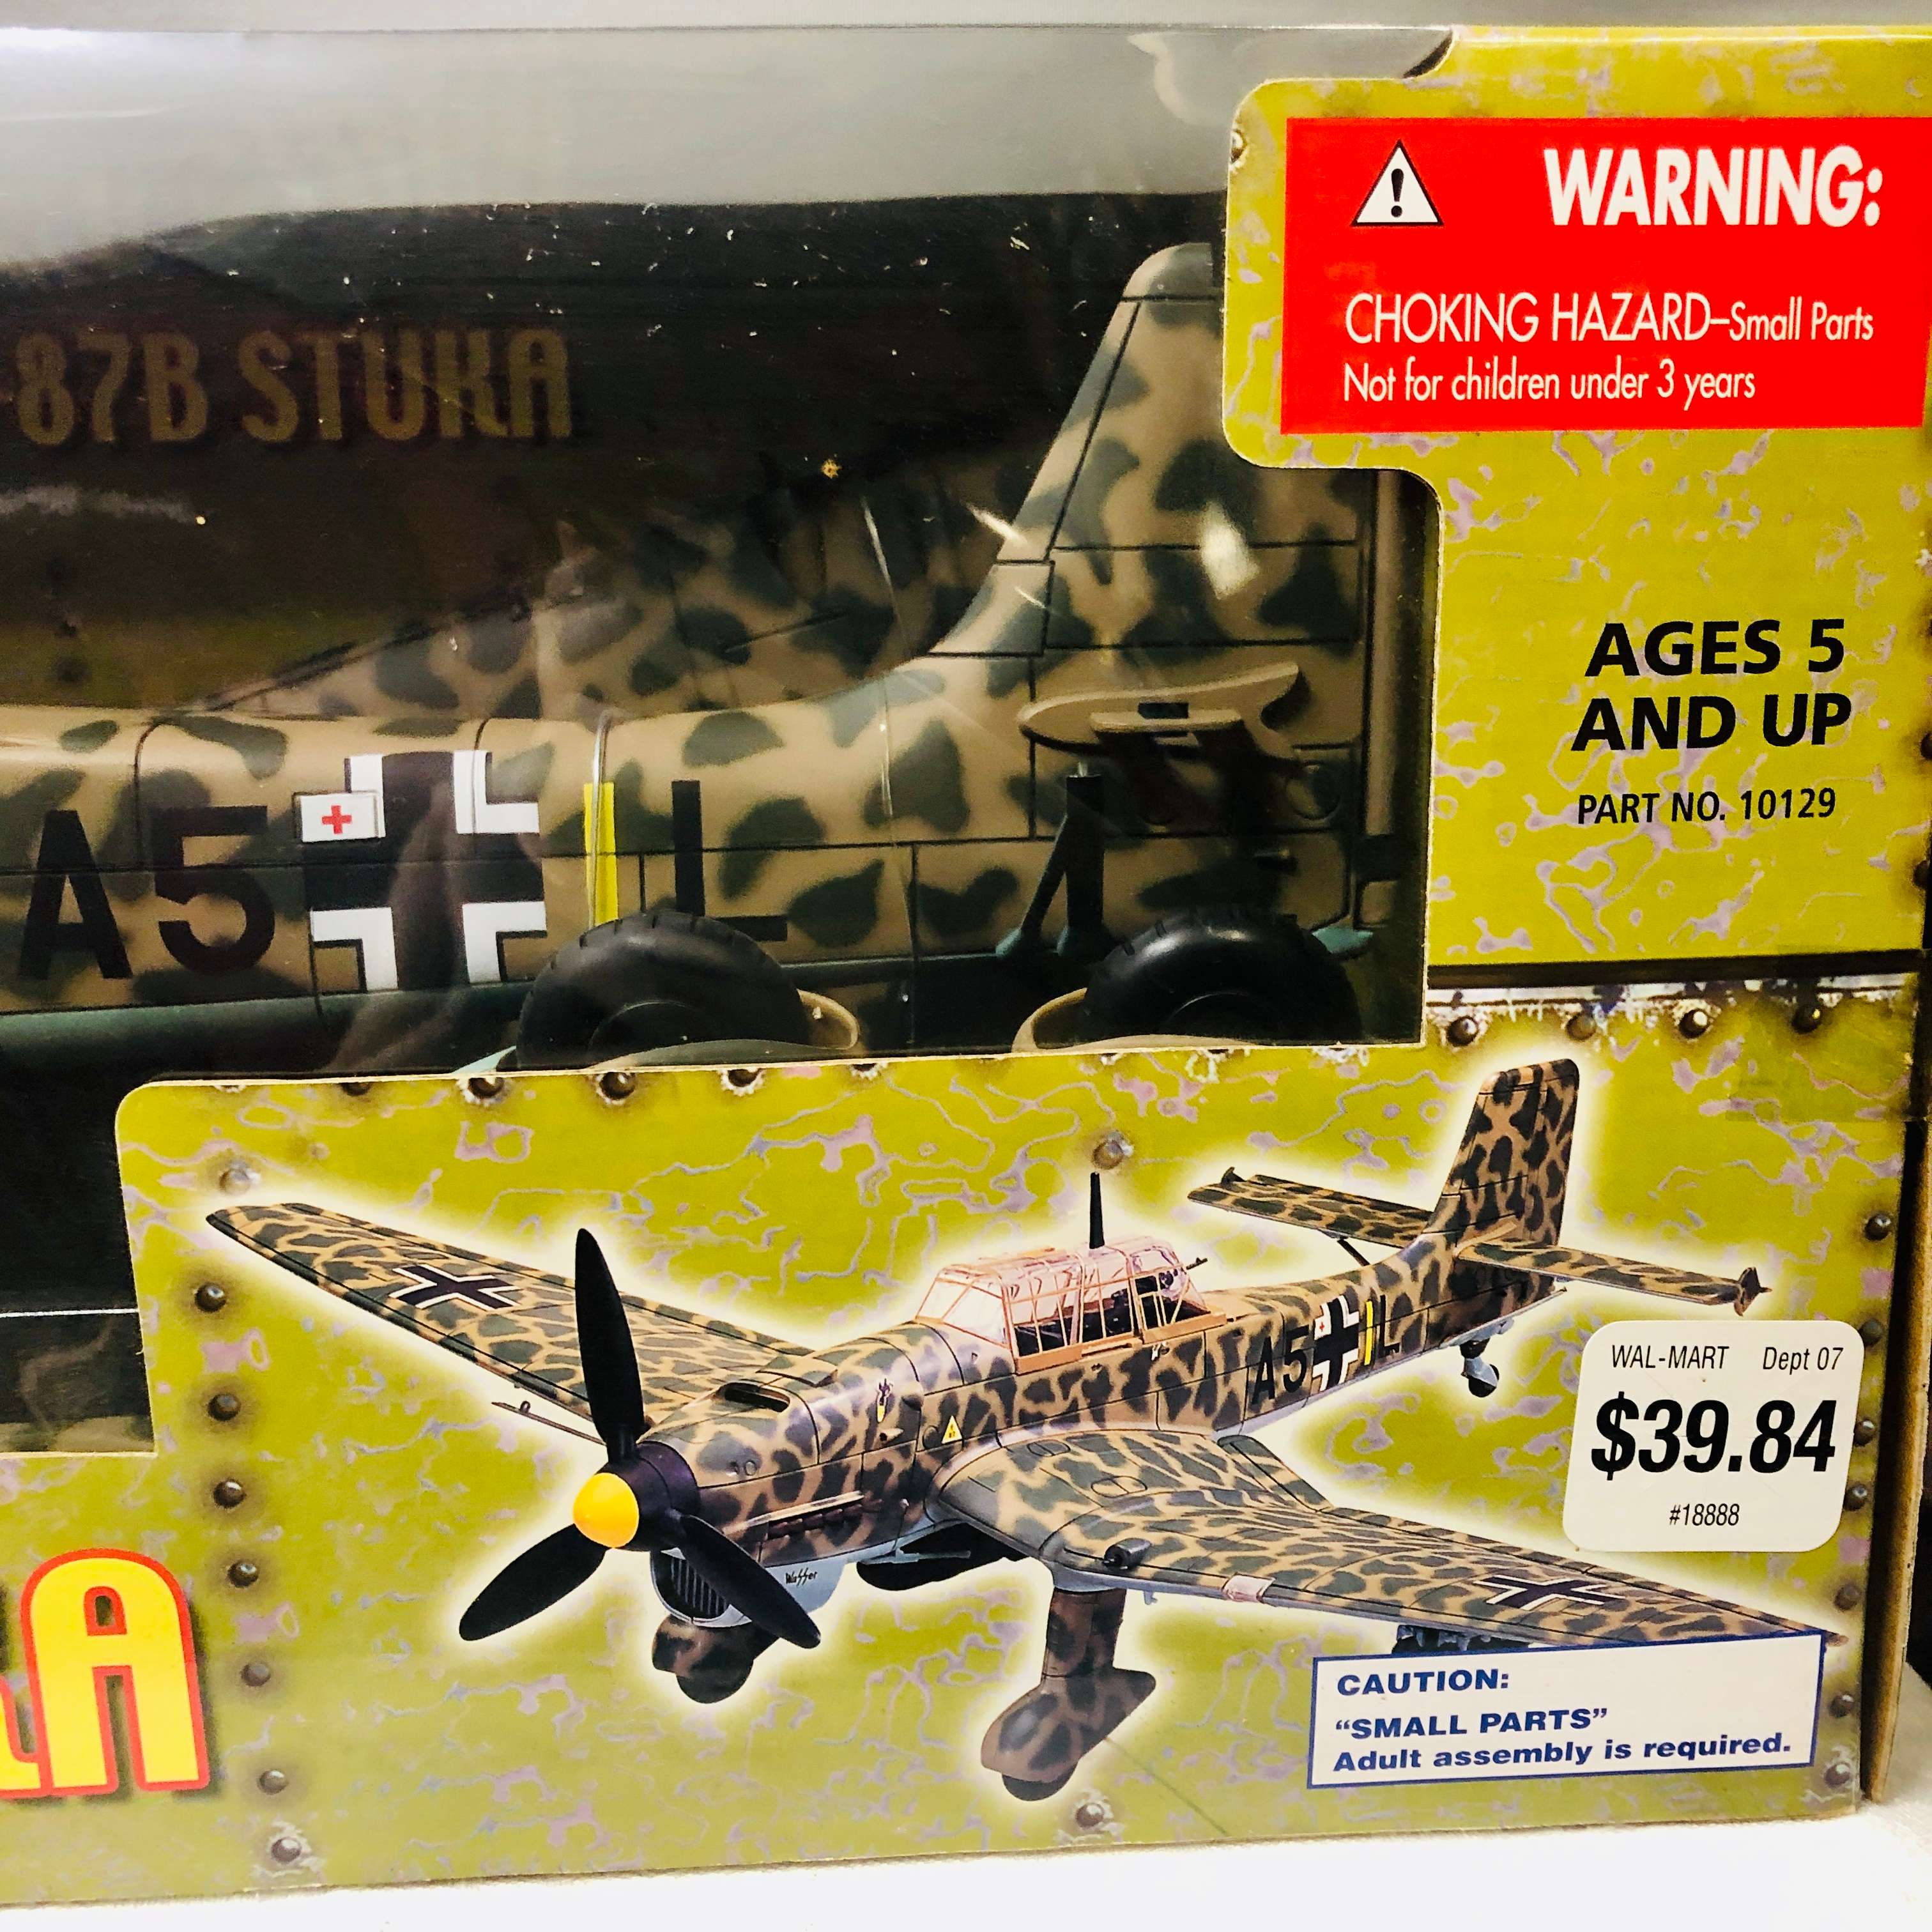 WARNING:
CHOKING HAZARD–Small Parts
Not for children under 3 years
87B STUKA
AGES 5
AND UP
PART NO. 10129
A5 L
A5 L
WAL-MART Dept 07
$39.84
#18888
A
CAUTION:
“SMALL PARTS”
Adult assembly is required.